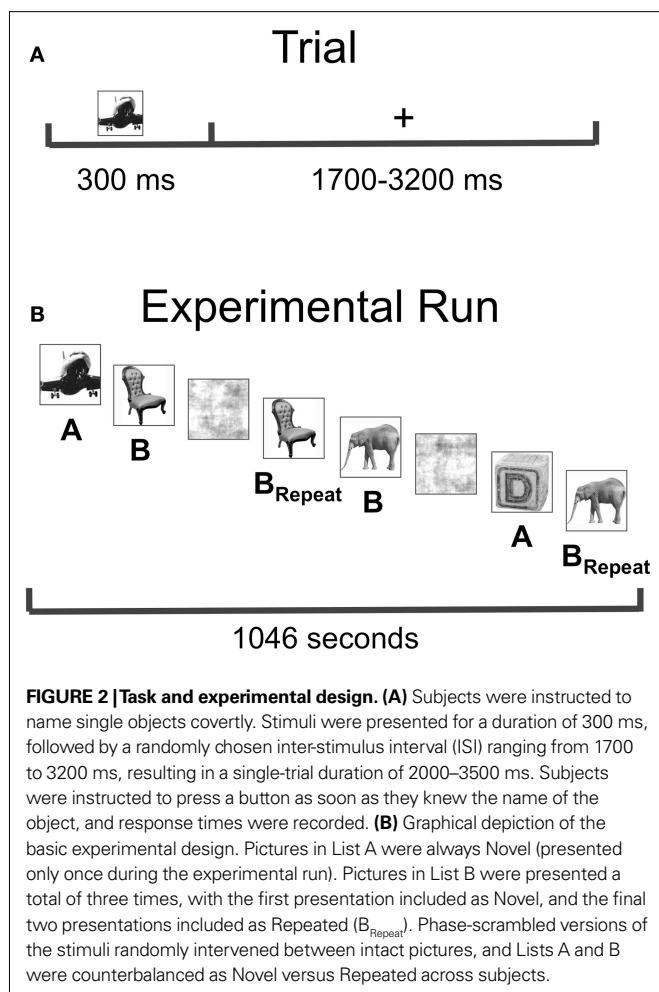 A
Trial
+
300 ms
1700-3200 ms
B
Experimental Run
A
B
B Repeat
B
D
A
B Repeat
1046 seconds
FIGURE 2 | Task and experimental design. (A) Subjects were instructed to
name single objects covertly. Stimuli were presented for a duration of 300 ms,
followed by a randomly chosen inter-stimulus interval (ISI) ranging from 1700
to 3200 ms, resulting in a single-trial duration of 2000–3500 ms. Subjects
were instructed to press a button as soon as they knew the name of the
object, and response times were recorded. (B) Graphical depiction of the
basic experimental design. Pictures in List A were always Novel (presented
only once during the experimental run). Pictures in List B were presented a
total of three times, with the first presentation included as Novel, and the final
two presentations included as Repeated (B Repeat). Phase-scrambled versions of
the stimuli randomly intervened between intact pictures, and Lists A and B
were counterbalanced as Novel versus Repeated across subjects.